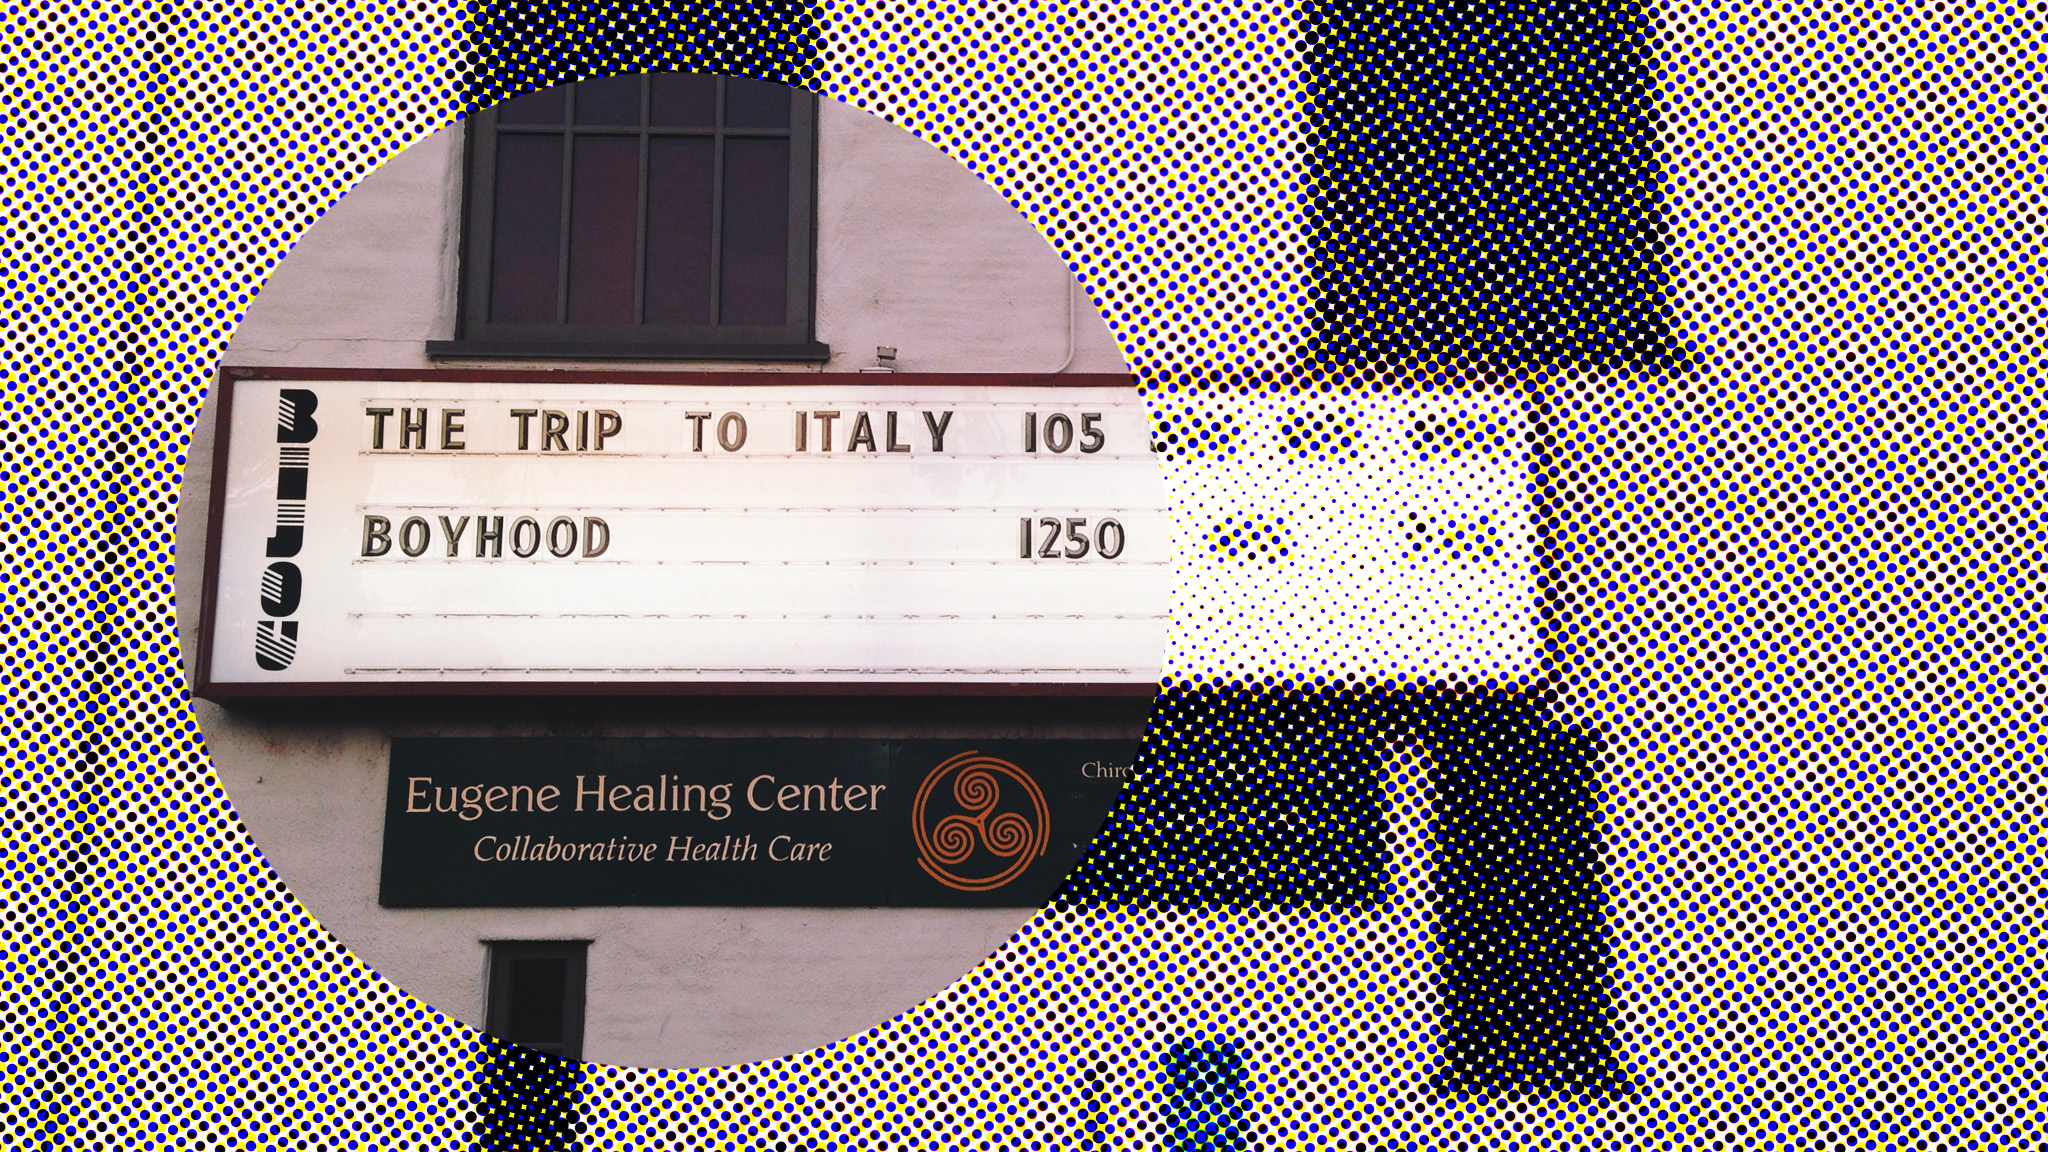 BIJOU
THE TRIP TO ITALY 105
BOYHOOD 1250
Eugene Healing Center
Collaborative Health Care